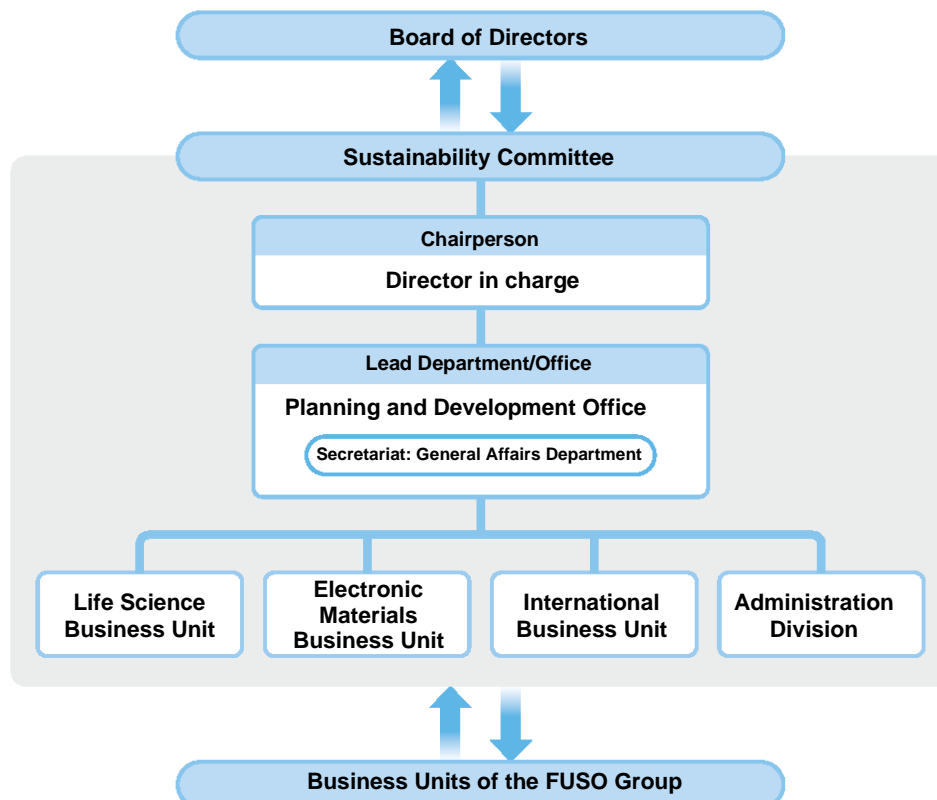 Board of Directors
Sustainability Committee
Chairperson
Director in charge
Lead Department/Office
Planning and Development Office
Secretariat: General Affairs Department
Life Science
Business Unit
Electronic
Materials
Business Unit
International
Business Unit
Administration
Division
Business Units of the FUSO Group